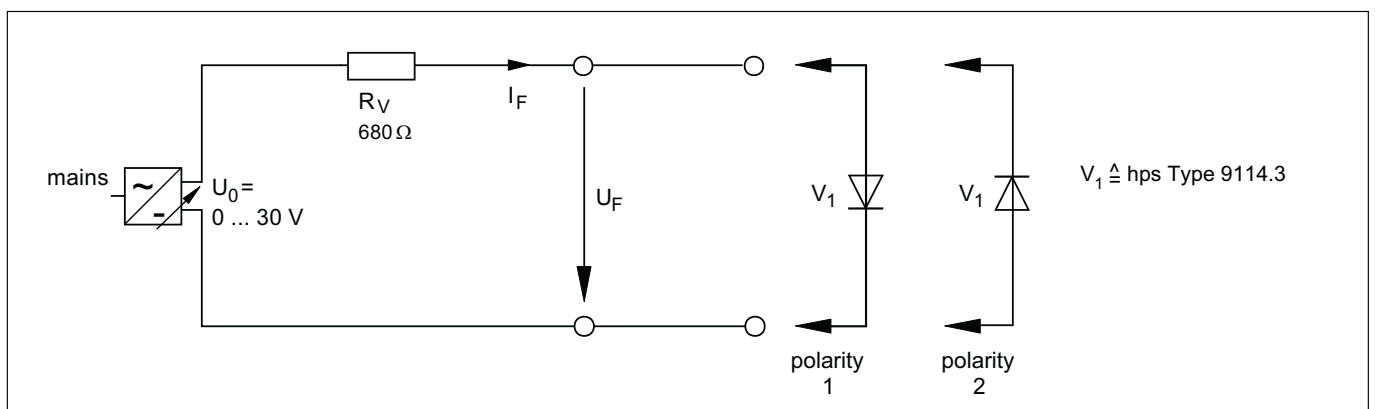 R_V
680 Ω
I_F
mains
~
-
U_0 =
0 ... 30 V
U_F
V_1
V_1
V_1 ≙ hps Type 9114.3
polarity
1
polarity
2